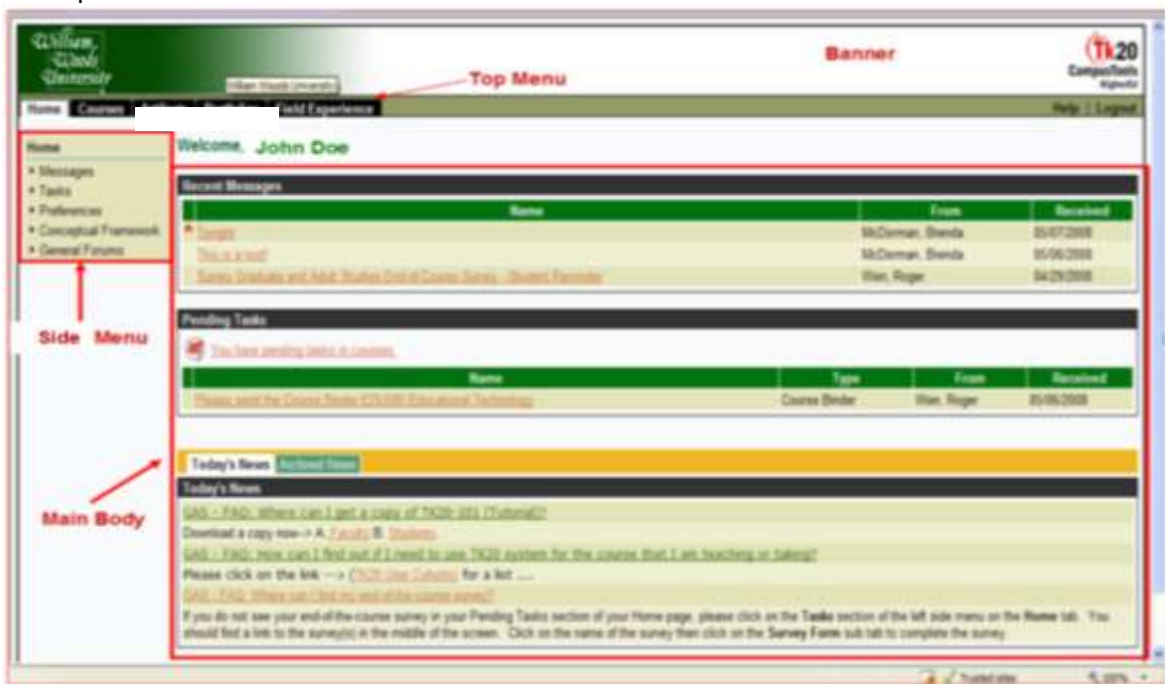 William
Woods
University
Banner
Tk20
CampusTools
HigherEd
William Woods University
Top Menu
Home Courses Field Experience
Help | Logout
Home
Welcome, John Doe
• Messages
• Tasks
• Preferences
• Conceptual Framework
• General Forums
Side Menu
Recent Messages
Name From Received
Tonight McDorman, Brenda 05/07/2008
This is a test! McDorman, Brenda 05/06/2008
Survey Graduate and Adult Studies End-of-Course Survey - Student Reminder Wen, Roger 04/29/2008
Pending Tasks
You have pending tasks in courses.
Name Type From Received
Please send the Course Binder Educational Technology Course Binder Wen, Roger 05/06/2008
Main Body
Today's News Archived News
Today's News
GAS - FAQ: Where can I get a copy of TK20-101 (Tutorial)?
Download a copy now--> A. Faculty B. Students
GAS - FAQ: How can I find out if I need to use TK20 system for the course that I am teaching or taking?
Please click on the link ---> (TK20 User Column) for a list ....
GAS - FAQ: Where can I find my end-of-the-course survey?
If you do not see your end-of-the-course survey in your Pending Tasks section of your Home page, please click on the Tasks section of the left side menu on the Home tab. You
should find a link to the survey(s) in the middle of the screen. Click on the name of the survey then click on the Survey Form sub tab to complete the survey.
Trusted sites 100%